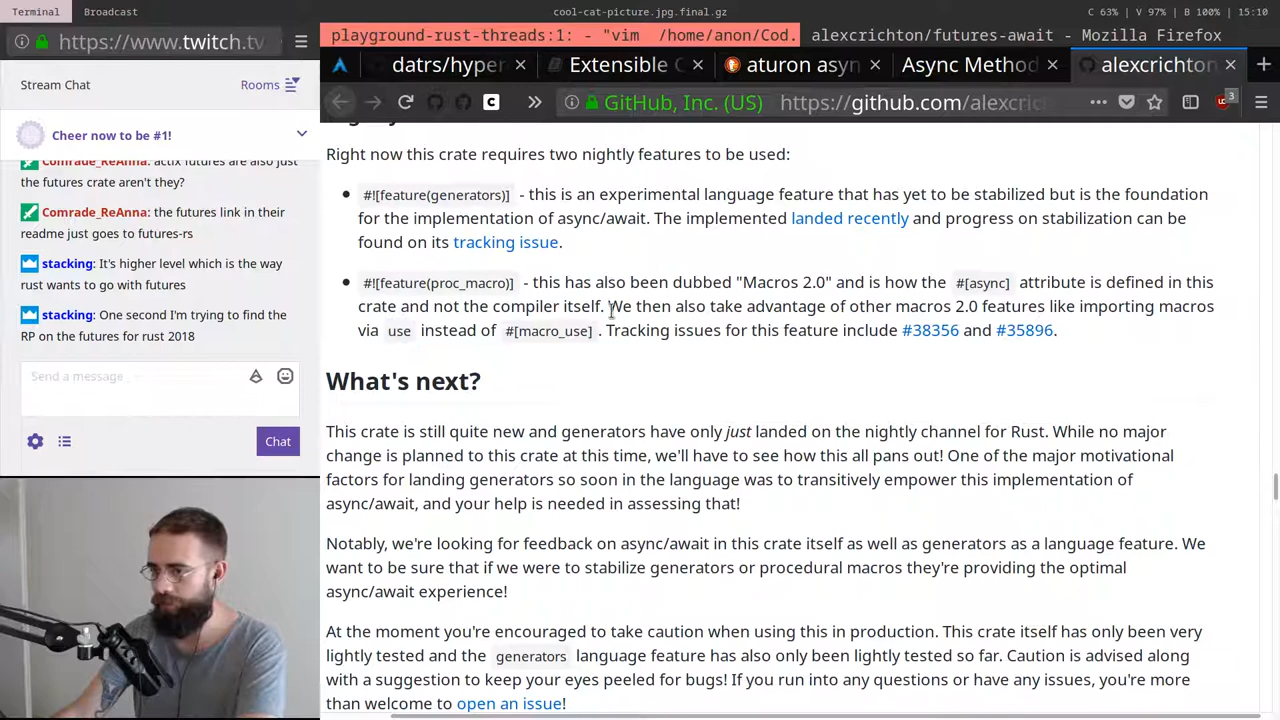 Terminal Broadcast cool-cat-picture.jpg.final.gz C 63% | V 97% | B 100% | 15:10
https://www.twitch.tv
Stream Chat Rooms
Cheer now to be #1!
Comrade_ReAnna: actix futures are also just
the futures crate aren't they?
Comrade_ReAnna: the futures link in their
readme just goes to futures-rs
stacking: It's higher level which is the way
rust wants to go with futures
stacking: One second I'm trying to find the
RP on the futures for rust 2018
Send a message
Chat
playground-rust-threads:1: - "vim /home/anon/Cod. alexcrichton/futures-await - Mozilla Firefox
datrs/hyper Extensible C aturon asyn Async Method alexcrichton
GitHub, Inc. (US) https://github.com/alexcric 3
Right now this crate requires two nightly features to be used:
• #![feature(generators)] - this is an experimental language feature that has yet to be stabilized but is the foundation
for the implementation of async/await. The implemented landed recently and progress on stabilization can be
found on its tracking issue.
• #![feature(proc_macro)] - this has also been dubbed "Macros 2.0" and is how the #[async] attribute is defined in this
crate and not the compiler itself. We then also take advantage of other macros 2.0 features like importing macros
via use instead of #[macro_use] . Tracking issues for this feature include #38356 and #35896.
What's next?
This crate is still quite new and generators have only just landed on the nightly channel for Rust. While no major
change is planned to this crate at this time, we'll have to see how this all pans out! One of the major motivational
factors for landing generators so soon in the language was to transitively empower this implementation of
async/await, and your help is needed in assessing that!
Notably, we're looking for feedback on async/await in this crate itself as well as generators as a language feature. We
want to be sure that if we were to stabilize generators or procedural macros they're providing the optimal
async/await experience!
At the moment you're encouraged to take caution when using this in production. This crate itself has only been very
lightly tested and the generators language feature has also only been lightly tested so far. Caution is advised along
with a suggestion to keep your eyes peeled for bugs! If you run into any questions or have any issues, you're more
than welcome to open an issue!